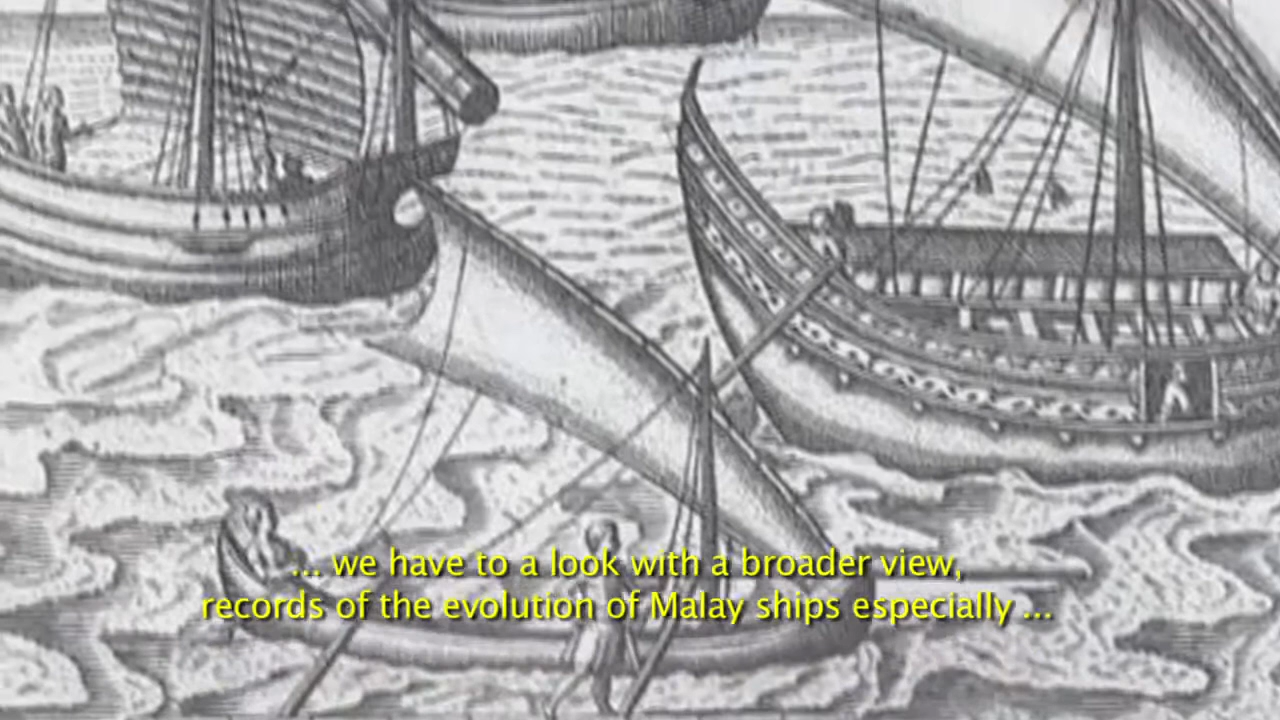 ... we have to a look with a broader view,
records of the evolution of Malay ships especially ...